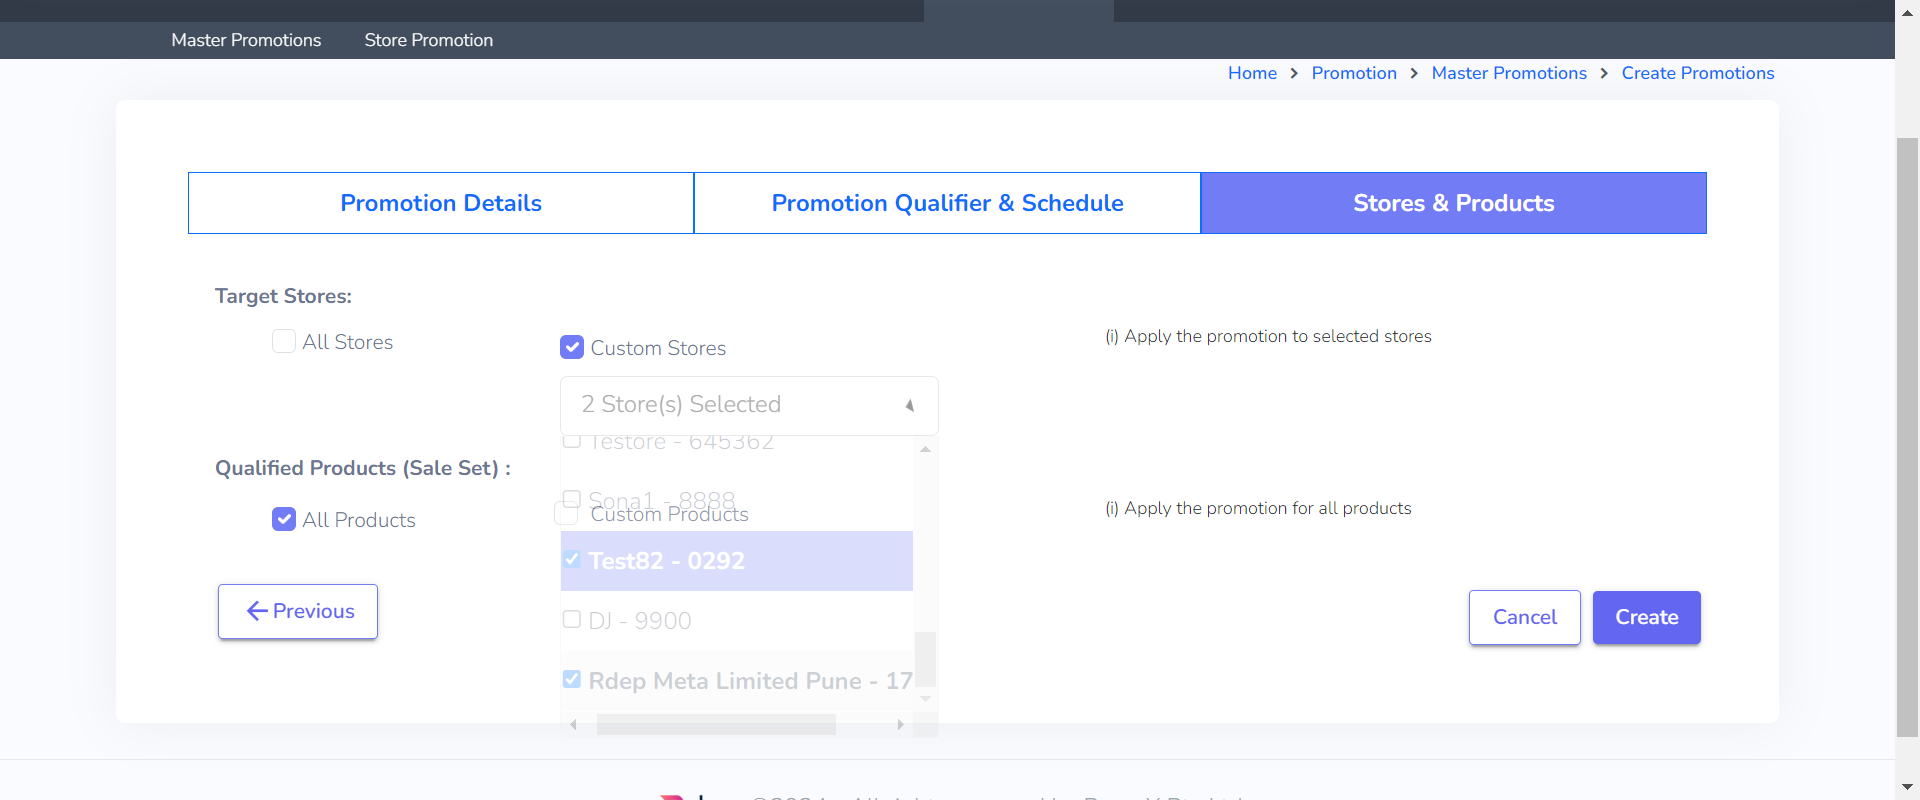 Master Promotions Store Promotion
Home > Promotion > Master Promotions > Create Promotions
Promotion Details Promotion Qualifier & Schedule Stores & Products
Target Stores:
All Stores
Custom Stores
(i) Apply the promotion to selected stores
2 Store(s) Selected
Testore - 645362
Qualified Products (Sale Set) :
Sona1 - 8888
All Products
Custom Products
(i) Apply the promotion for all products
Test82 - 0292
Previous
DJ - 9900
Cancel Create
Rdep Meta Limited Pune - 17